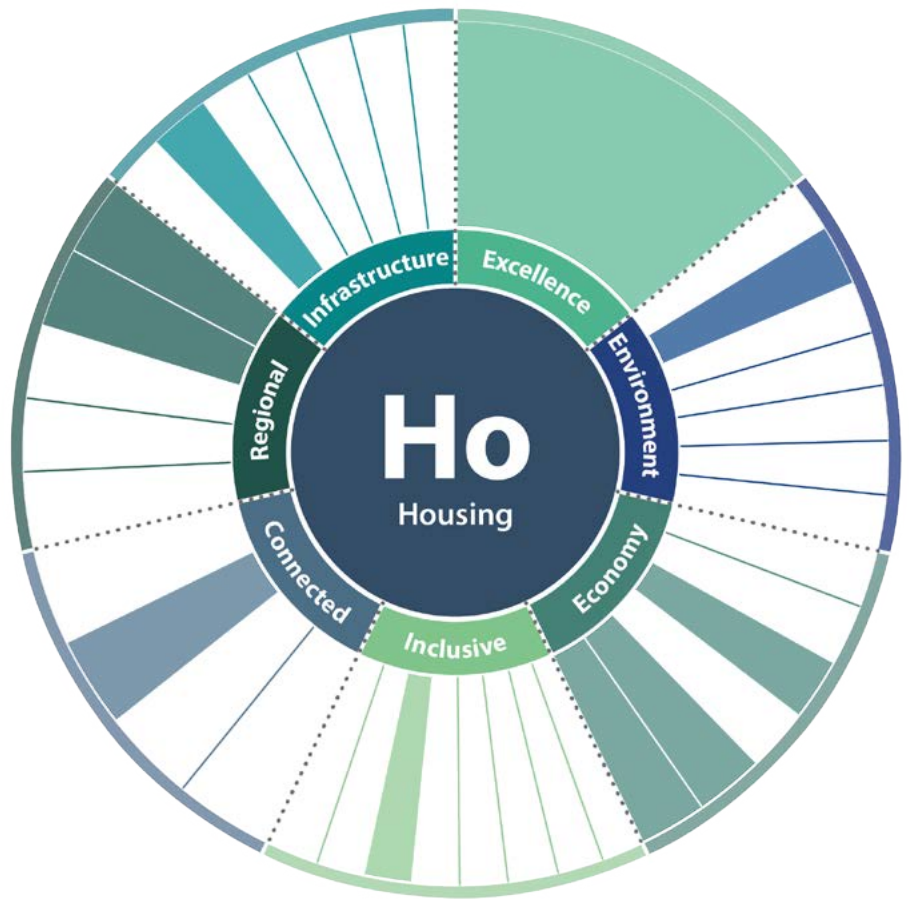 Ho
Housing
Excellence
Environment
Economy
Inclusive
Connected
Regional
Infrastructure